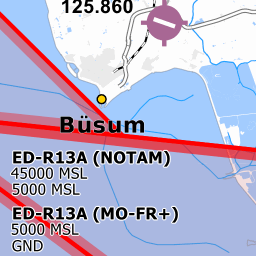 125.860
Büsum
ED-R13A (NOTAM)
45000 MSL
5000 MSL
ED-R13A (MO-FR+)
5000 MSL
GND